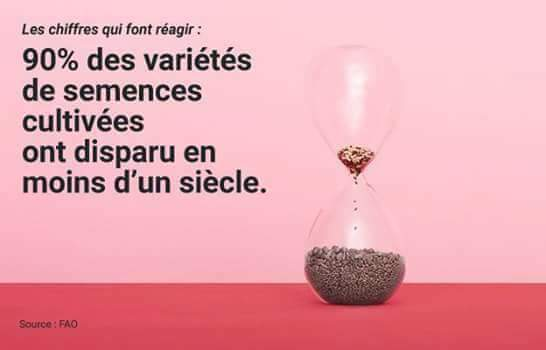 Les chiffres qui font réagir :
90% des variétés
de semences
cultivées
ont disparu en
moins d’un siècle.
Source : FAO